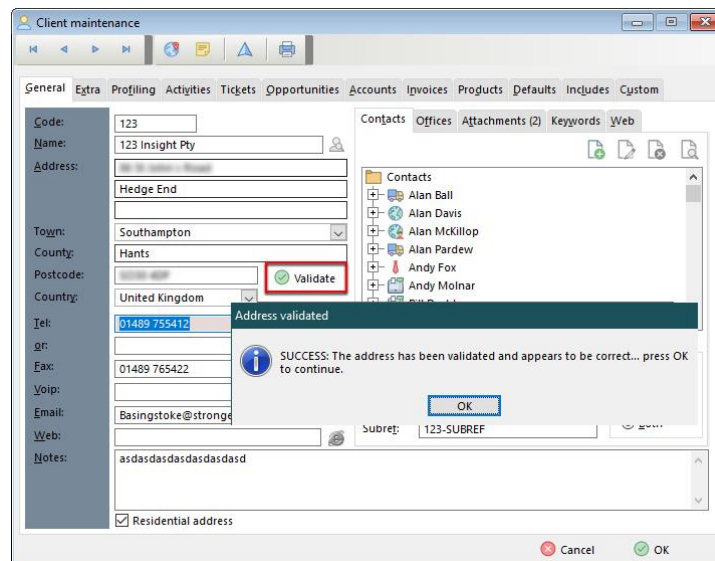 Client maintenance
General Extra Profiling Activities Tickets Opportunities Accounts Invoices Products Defaults Includes Custom
Code: 123
Name: 123 Insight Pty
Address:
Hedge End
Town: Southampton
County: Hants
Postcode:
Validate
Country: United Kingdom
Tel: 01489 755412
or:
Fax: 01489 765422
Voip:
Email: Basingstoke@stronge
Web:
Notes: asdasdasdasdasdasdasd
Residential address
Contacts Offices Attachments (2) Keywords Web
Contacts
Alan Ball
Alan Davis
Alan McKillop
Alan Pardew
Andy Fox
Andy Molnar
Address validated
SUCCESS: The address has been validated and appears to be correct... press OK
to continue.
OK
Subref: 123-SUBREF
Cancel OK